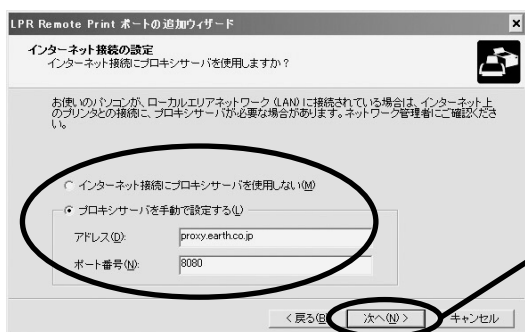 LPR Remote Print ポートの追加ウィザード
インターネット接続の設定
インターネット接続にプロキシサーバを使用しますか？
お使いのパソコンが、ローカルエリアネットワーク (LAN) に接続されている場合は、インターネット上
のプリンタとの接続に、プロキシサーバが必要な場合があります。ネットワーク管理者にご確認くださ
い。
インターネット接続にプロキシサーバを使用しない(M)
プロキシサーバを手動で設定する(L)
アドレス(D):
proxy.earth.co.jp
ポート番号(N):
8080
< 戻る(B)
次へ(N) >
キャンセル